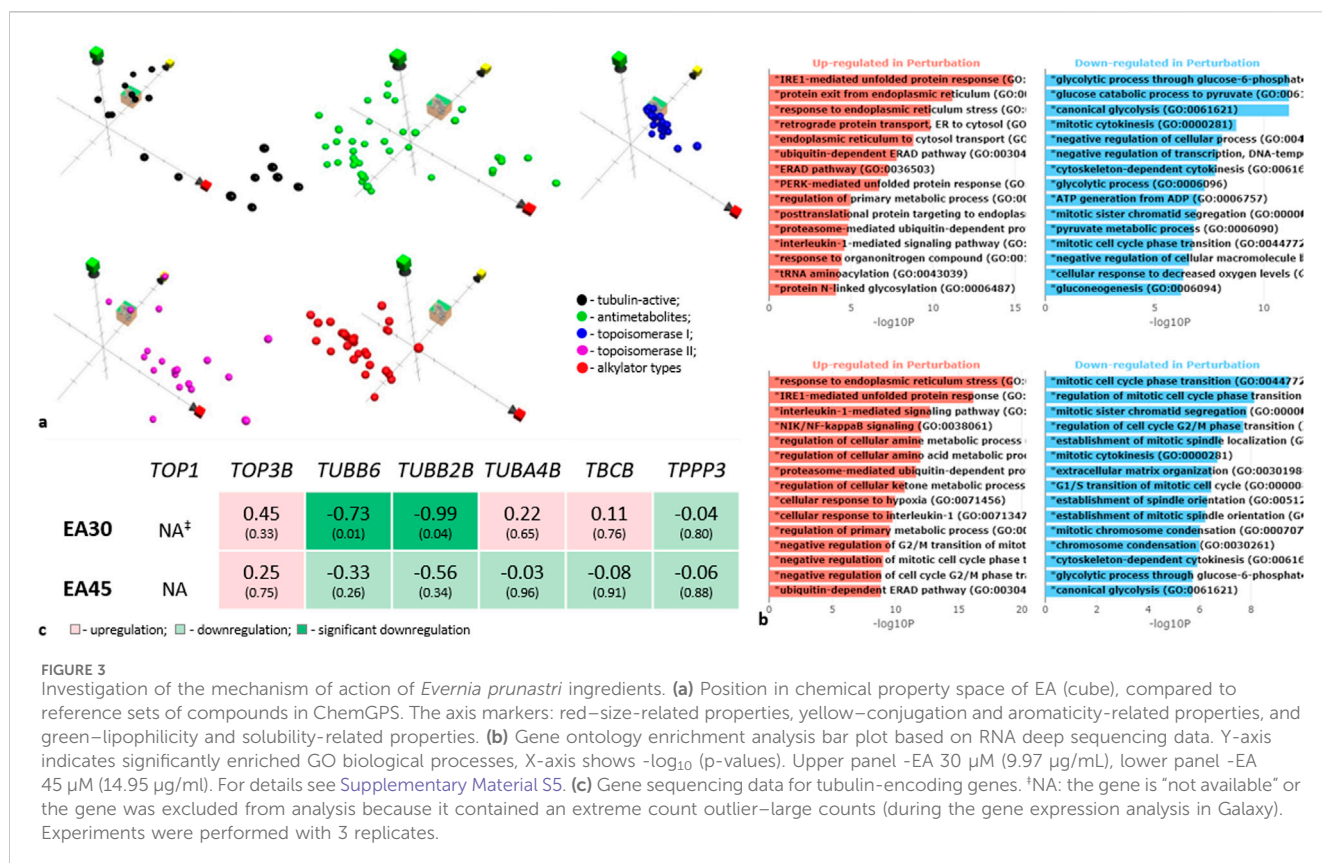 ● - tubulin-active;
● - antimetabolites;
● - topoisomerase I;
● - topoisomerase II;
● - alkylator types
a
TOP1 TOP3B TUBB6 TUBB2B TUBA4B TBCB TPPP3
EA30 NA‡ 0.45 -0.73 -0.99 0.22 0.11 -0.04
(0.33) (0.01) (0.04) (0.65) (0.76) (0.80)
EA45 NA 0.25 -0.33 -0.56 -0.03 -0.08 -0.06
(0.75) (0.26) (0.34) (0.96) (0.91) (0.88)
c - upregulation; - downregulation; - significant downregulation
Up-regulated in Perturbation
"IRE1-mediated unfolded protein response (GO:
"protein exit from endoplasmic reticulum (GO:00
"response to endoplasmic reticulum stress (GO:
"retrograde protein transport, ER to cytosol (GO
"endoplasmic reticulum to cytosol transport (GO
"ubiquitin-dependent ERAD pathway (GO:00304
"ERAD pathway (GO:0036503)
"PERK-mediated unfolded protein response (GO
"regulation of primary metabolic process (GO:00
"posttranslational protein targeting to endoplas
"proteasome-mediated ubiquitin-dependent pro
"interleukin-1-mediated signaling pathway (GO:
"response to organonitrogen compound (GO:001
"tRNA aminoacylation (GO:0043039)
"protein N-linked glycosylation (GO:0006487)
0 5 10 15
-log10P
Down-regulated in Perturbation
"glycolytic process through glucose-6-phosphat
"glucose catabolic process to pyruvate (GO:0061
"canonical glycolysis (GO:0061621)
"mitotic cytokinesis (GO:0000281)
"negative regulation of cellular process (GO:004
"negative regulation of transcription, DNA-temp
"cytoskeleton-dependent cytokinesis (GO:00616
"glycolytic process (GO:0006096)
"ATP generation from ADP (GO:0006757)
"mitotic sister chromatid segregation (GO:0000
"pyruvate metabolic process (GO:0006090)
"mitotic cell cycle phase transition (GO:0044772
"negative regulation of cellular macromolecule b
"cellular response to decreased oxygen levels (G
"gluconeogenesis (GO:0006094)
0 5 10
-log10P
Up-regulated in Perturbation
"response to endoplasmic reticulum stress (GO:
"IRE1-mediated unfolded protein response (GO:
"interleukin-1-mediated signaling pathway (GO:
"NIK/NF-kappaB signaling (GO:0038061)
"regulation of cellular amine metabolic process
"regulation of cellular amino acid metabolic proc
"proteasome-mediated ubiquitin-dependent pro
"regulation of cellular ketone metabolic process
"cellular response to hypoxia (GO:0071456)
"cellular response to interleukin-1 (GO:0071347
"regulation of primary metabolic process (GO:00
"negative regulation of G2/M transition of mitot
"negative regulation of mitotic cell cycle phase t
"negative regulation of cell cycle G2/M phase tra
"ubiquitin-dependent ERAD pathway (GO:00304
0 5 10 15 20
-log10P
Down-regulated in Perturbation
"mitotic cell cycle phase transition (GO:0044772
"regulation of mitotic cell cycle phase transition
"mitotic sister chromatid segregation (GO:0000
"regulation of cell cycle G2/M phase transition (
"establishment of mitotic spindle localization (G
"mitotic cytokinesis (GO:0000281)
"extracellular matrix organization (GO:0030198
"G1/S transition of mitotic cell cycle (GO:00000
"establishment of spindle orientation (GO:00512
"establishment of mitotic spindle orientation (G
"mitotic chromosome condensation (GO:000707
"chromosome condensation (GO:0030261)
"cytoskeleton-dependent cytokinesis (GO:00616
"glycolytic process through glucose-6-phosphat
"canonical glycolysis (GO:0061621)
0 2 4 6 8
-log10P
b
FIGURE 3
Investigation of the mechanism of action of Evernia prunastri ingredients. (a) Position in chemical property space of EA (cube), compared to
reference sets of compounds in ChemGPS. The axis markers: red–size-related properties, yellow–conjugation and aromaticity-related properties, and
green–lipophilicity and solubility-related properties. (b) Gene ontology enrichment analysis bar plot based on RNA deep sequencing data. Y-axis
indicates significantly enriched GO biological processes, X-axis shows -log₁₀ (p-values). Upper panel -EA 30 µM (9.97 µg/mL), lower panel -EA
45 µM (14.95 µg/ml). For details see Supplementary Material S5. (c) Gene sequencing data for tubulin-encoding genes. ‡NA: the gene is “not available” or
the gene was excluded from analysis because it contained an extreme count outlier–large counts (during the gene expression analysis in Galaxy).
Experiments were performed with 3 replicates.